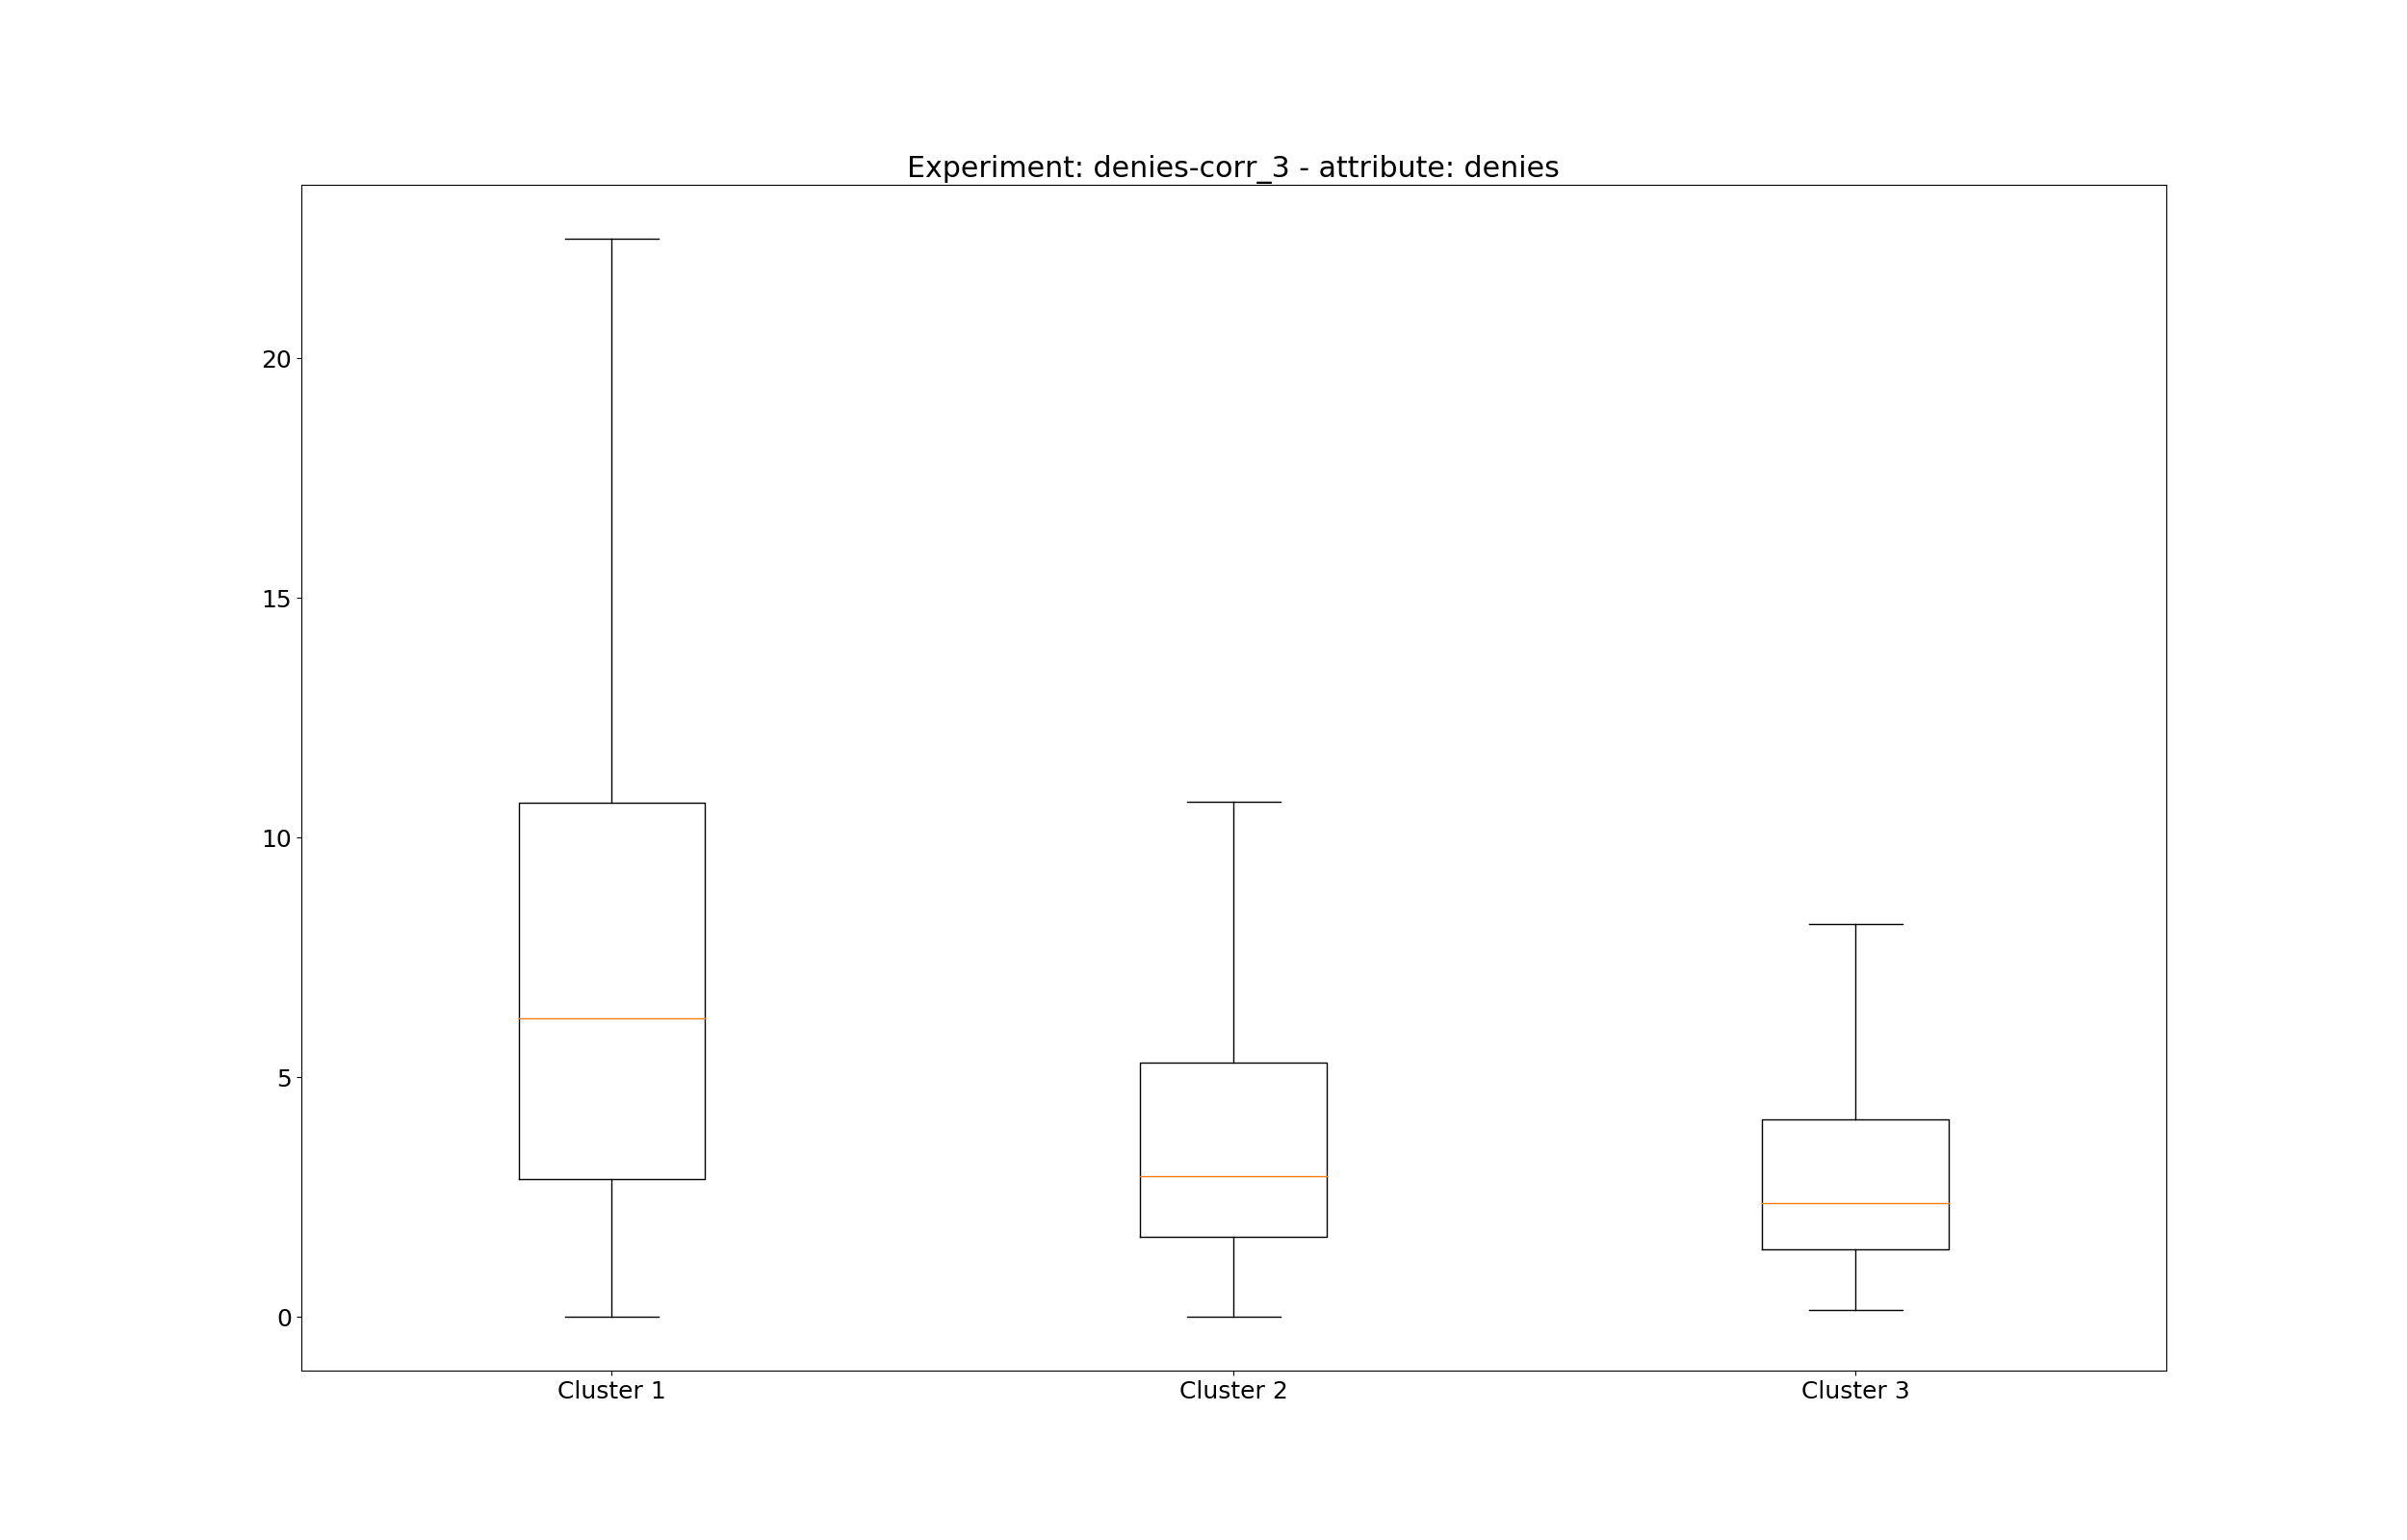 Experiment: denies-corr_3 - attribute: denies
20
15
10
5
0
Cluster 1
Cluster 2
Cluster 3